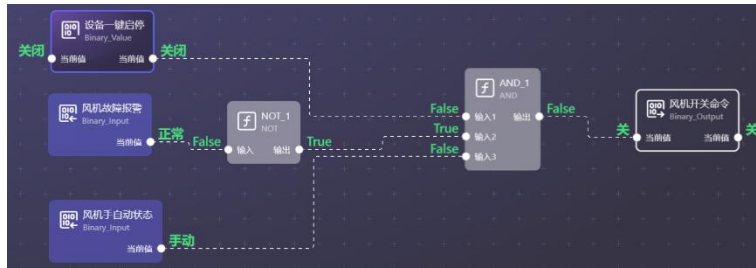 设备一键启停
Binary_Value
关闭 当前值 当前值 关闭
风机故障报警
Binary_Input
当前值 正常
False
NOT_1
NOT
输入 输出 True
风机手自动状态
Binary_Input
当前值 手动
AND_1
AND
False 输入1 输出 False
True 输入2
False 输入3
风机开关命令
Binary_Output
关 当前值 当前值 关